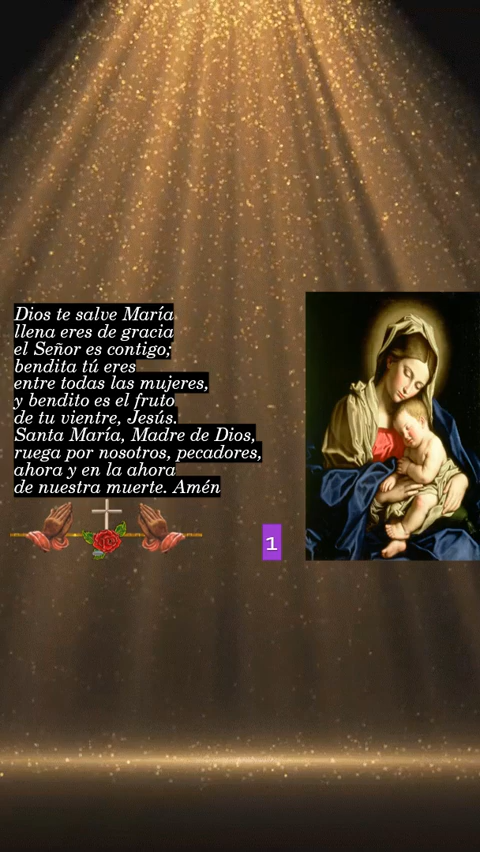 Dios te salve María
llena eres de gracia
el Señor es contigo;
bendita tú eres
entre todas las mujeres,
y bendito es el fruto
de tu vientre, Jesús.
Santa María, Madre de Dios,
ruega por nosotros, pecadores,
ahora y en la ahora
de nuestra muerte. Amén
1